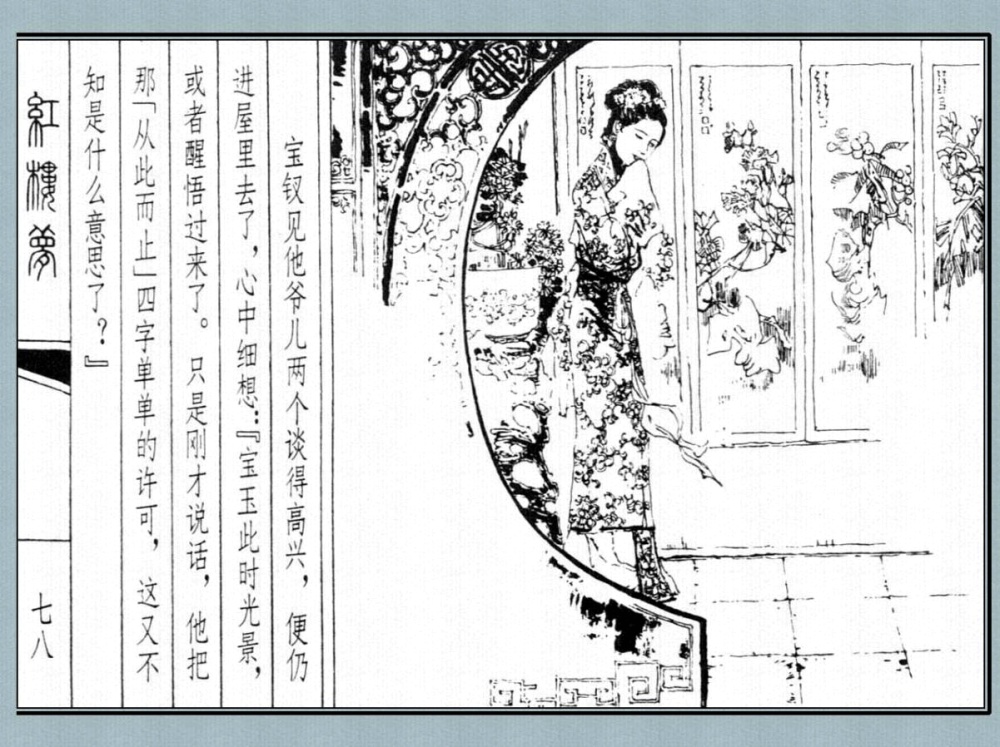 宝钗见他爷儿两个谈得高兴，便仍
进屋里去了，心中细想：『宝玉此时光景，
或者醒悟过来了。只是刚才说话，他把
那「从此而止」四字单单的许可，这又不
知是什么意思了？』
紅樓夢
七八